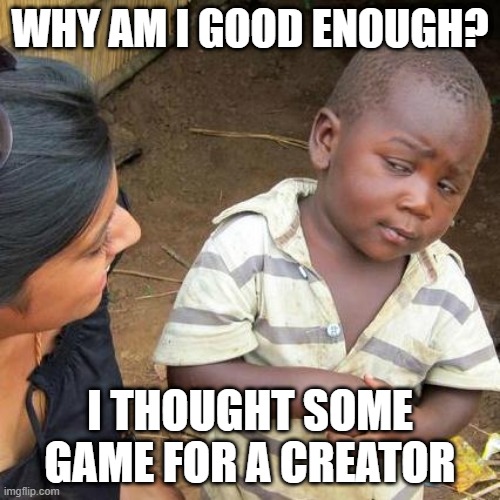 WHY AM I GOOD ENOUGH?
I THOUGHT SOME
GAME FOR A CREATOR
imgflip.com